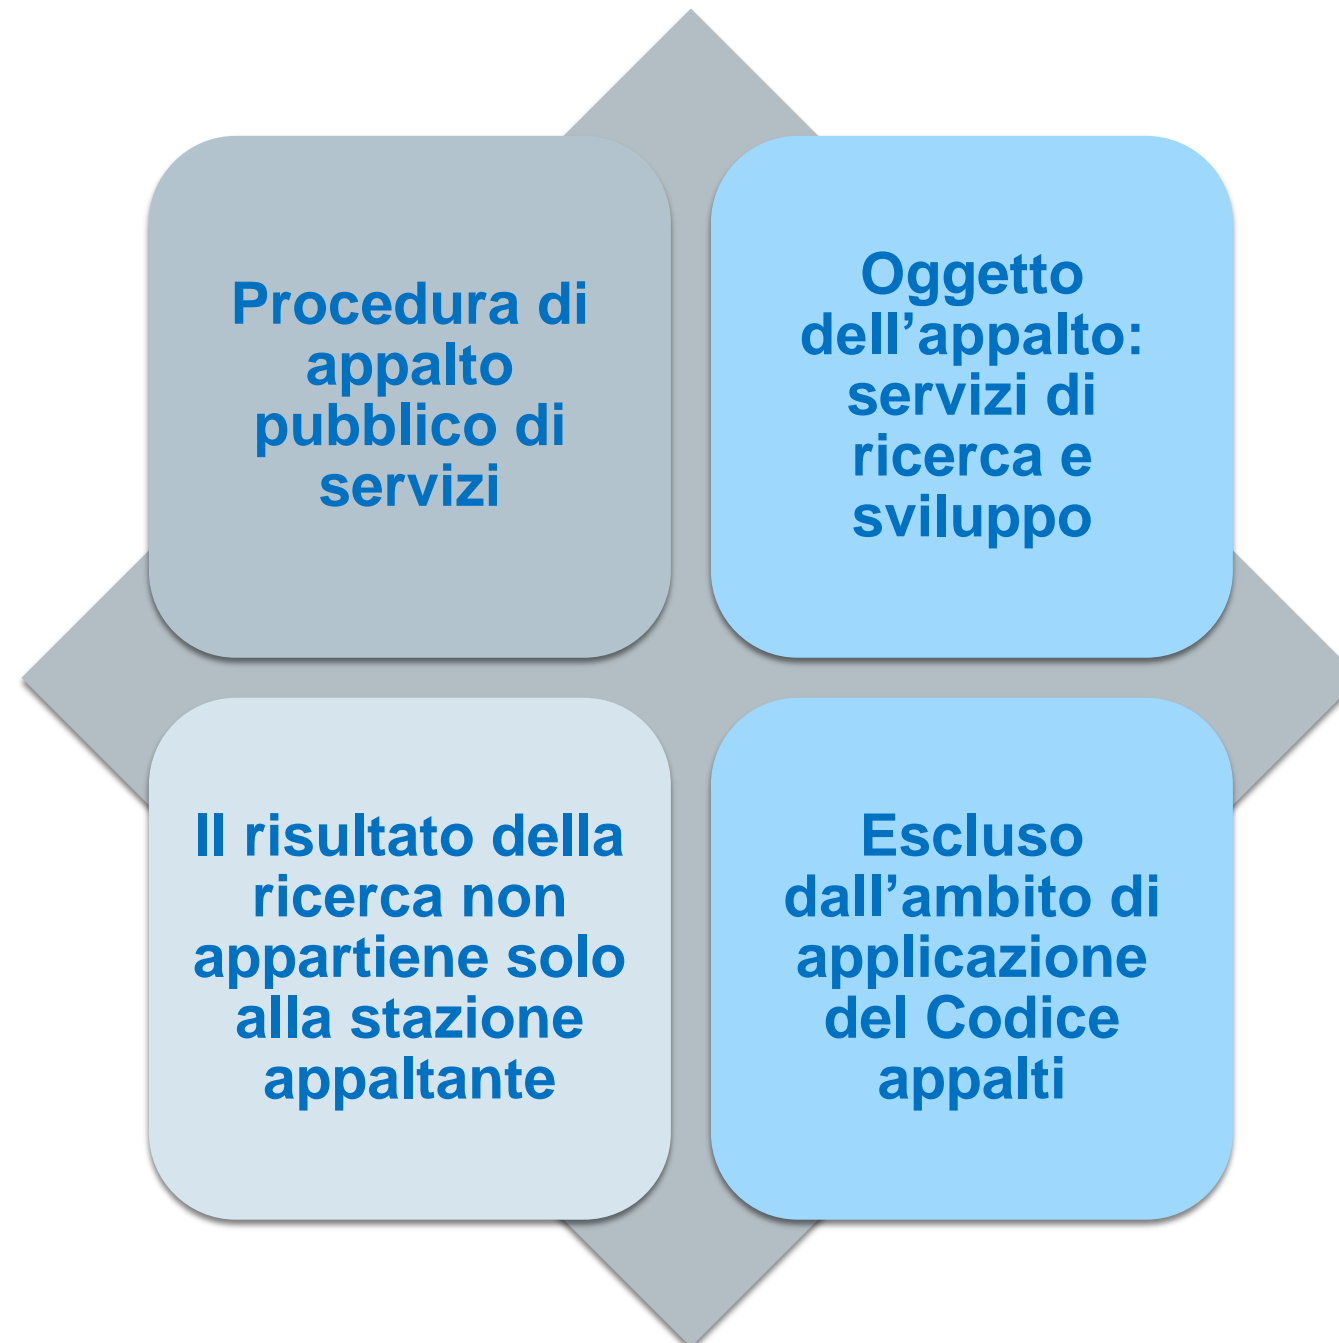 Procedura di
appalto
pubblico di
servizi
Oggetto
dell’appalto:
servizi di
ricerca e
sviluppo
Il risultato della
ricerca non
appartiene solo
alla stazione
appaltante
Escluso
dall’ambito di
applicazione
del Codice
appalti